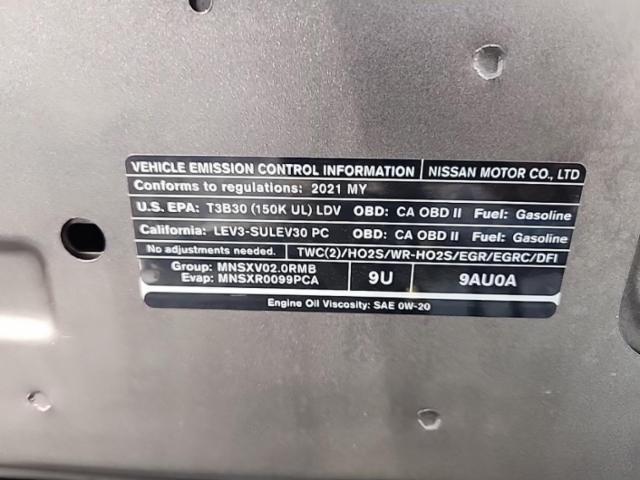 VEHICLE EMISSION CONTROL INFORMATION NISSAN MOTOR CO., LTD
Conforms to regulations: 2021 MY
U.S. EPA: T3B30 (150K UL) LDV OBD: CA OBD II Fuel: Gasoline
California: LEV3-SULEV30 PC OBD: CA OBD II Fuel: Gasoline
No adjustments needed. TWC(2)/HO2S/WR-HO2S/EGR/EGRC/DFI
Group: MNSXV02.0RMB
Evap: MNSXR0099PCA 9U 9AU0A
Engine Oil Viscosity: SAE 0W-20